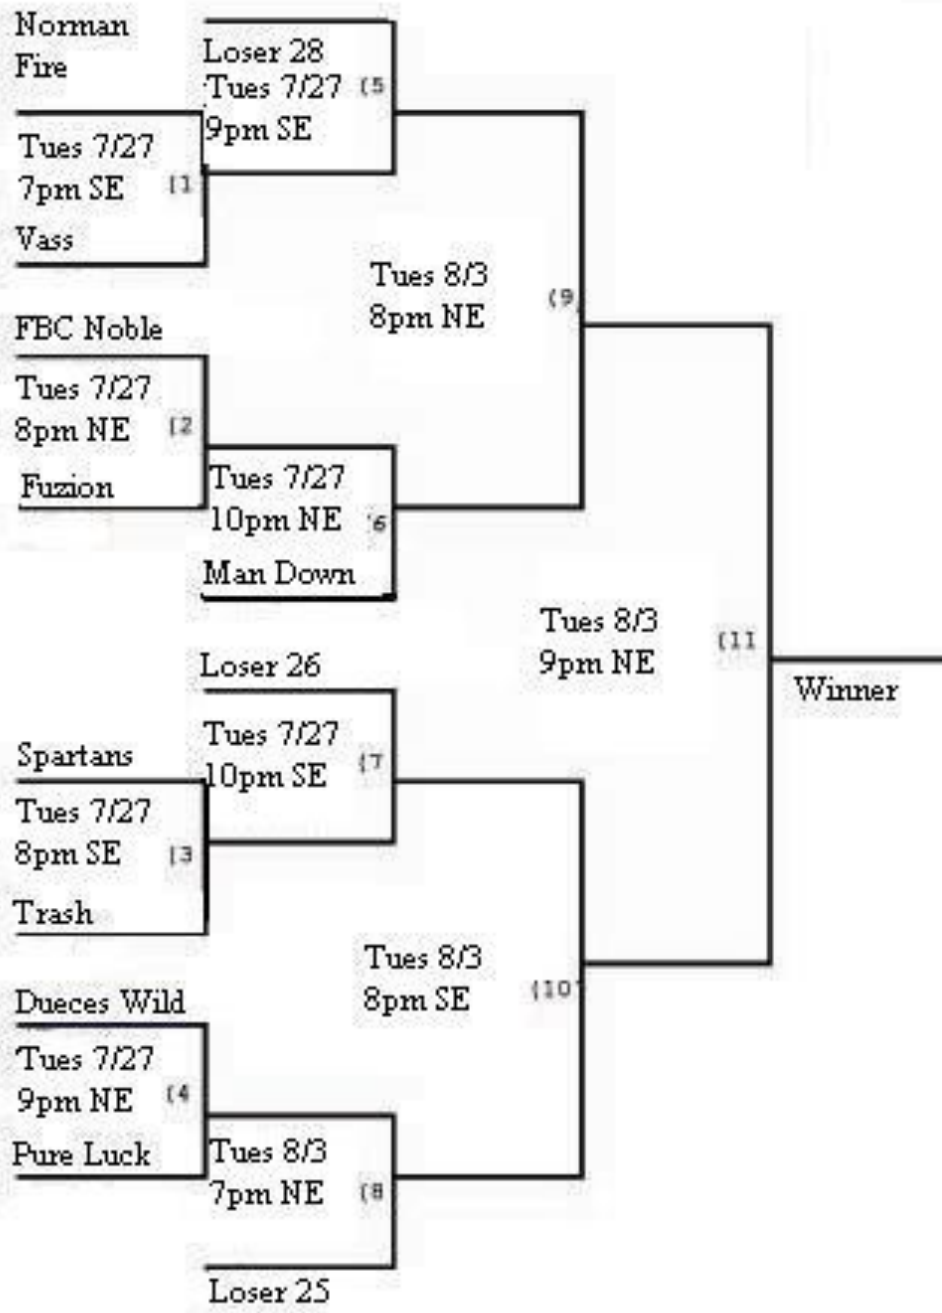 Norman
Fire
Tues 7/27
7pm SE
(1
Vass
Loser 28
Tues 7/27
9pm SE
(5
FBC Noble
Tues 7/27
8pm NE
(2
Fuzion
Tues 7/27
10pm NE
(6
Man Down
Tues 8/3
8pm NE
(9
Loser 26
Tues 7/27
10pm SE
(7
Spartans
Tues 7/27
8pm SE
(3
Trash
Dueces Wild
Tues 7/27
9pm NE
(4
Pure Luck
Tues 8/3
7pm NE
(8
Loser 25
Tues 8/3
8pm SE
(10
Tues 8/3
9pm NE
(11
Winner